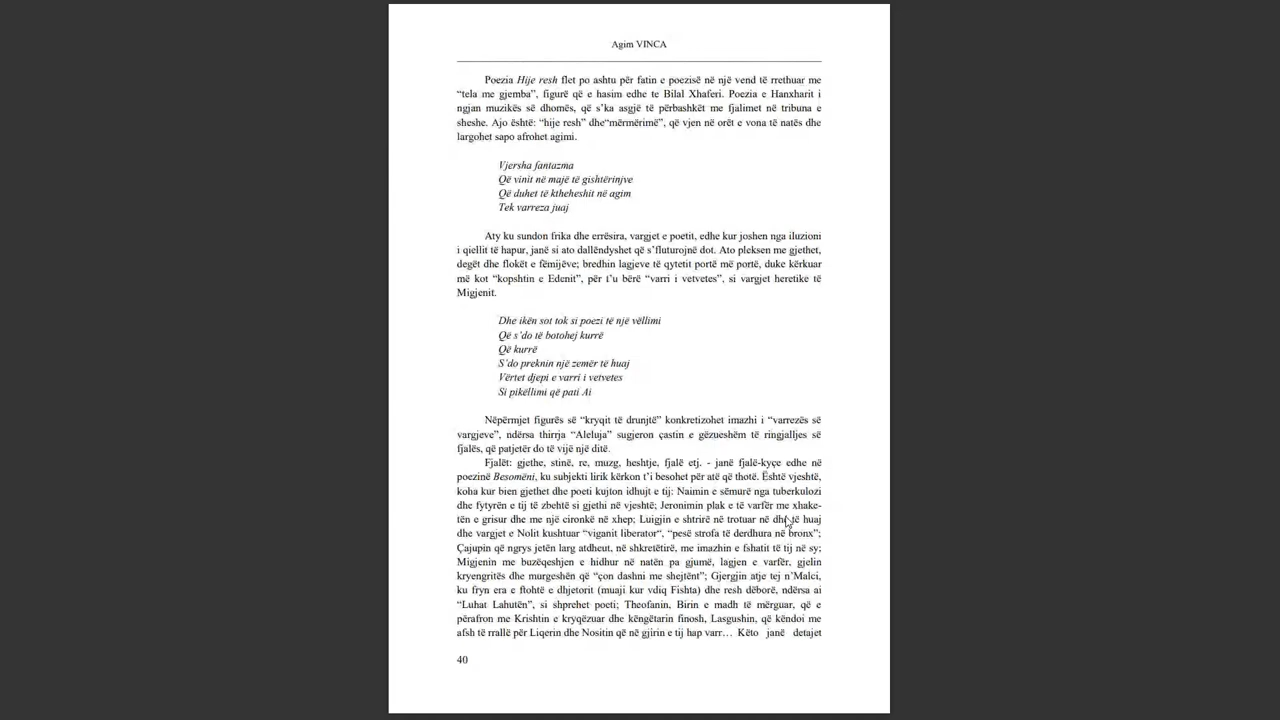 Agim VINCA
Poezia Hije resh flet po ashtu për fatin e poezisë në një vend të rrethuar me
“tela me gjemba”, figurë që e hasim edhe te Bilal Xhaferi. Poezia e Hanxharit i
ngjan muzikës së dhomës, që s’ka asgjë të përbashkët me fjalimet në tribuna e
sheshe. Ajo është: “hije resh” dhe“mërmërimë”, që vjen në orët e vona të natës dhe
largohet sapo afrohet agimi.
Vjersha fantazma
Që vinit në majë të gishtërinjve
Që duhet të ktheheshit në agim
Tek varreza juaj
Aty ku sundon frika dhe errësira, vargjet e poetit, edhe kur joshen nga iluzioni
i qiellit të hapur, janë si ato dallëndyshet që s’fluturojnë dot. Ato pleksen me gjethet,
degët dhe flokët e fëmijëve; bredhin lagjeve të qytetit portë më portë, duke kërkuar
më kot “kopshtin e Edenit”, për t’u bërë “varri i vetvetes”, si vargjet heretike të
Migjenit.
Dhe ikën sot tok si poezi të një vëllimi
Që s’do të botohej kurrë
Që kurrë
S’do preknin një zemër të huaj
Vërtet djepi e varri i vetvetes
Si pikëllimi që pati Ai
Nëpërmjet figurës së “kryqit të drunjtë” konkretizohet imazhi i “varrezës së
vargjeve”, ndërsa thirrja “Aleluja” sugjeron çastin e gëzueshëm të ringjalljes së
fjalës, që patjetër do të vijë një ditë.
Fjalët: gjethe, stinë, re, muzg, heshtje, fjalë etj. - janë fjalë-kyçe edhe në
poezinë Besomëni, ku subjekti lirik kërkon t’i besohet për atë që thotë. Është vjeshtë,
koha kur bien gjethet dhe poeti kujton idhujt e tij: Naimin e sëmurë nga tuberkulozi
dhe fytyrën e tij të zbehtë si gjethi në vjeshtë; Jeronimin plak e të varfër me xhake-
tën e grisur dhe me një cironkë në xhep; Luigjin e shtrirë në trotuar në dhe të huaj
dhe vargjet e Nolit kushtuar “viganit liberator“, “pesë strofa të derdhura në bronx”;
Çajupin që ngrys jetën larg atdheut, në shkretëtirë, me imazhin e fshatit të tij në sy;
Migjenin me buzëqeshjen e hidhur në natën pa gjumë, lagjen e varfër, gjelin
kryengritës dhe murgeshën që “çon dashni me shejtënt”; Gjergjin atje tej n’Malci,
ku fryn era e ftohtë e dhjetorit (muaji kur vdiq Fishta) dhe resh dëborë, ndërsa ai
“Luhat Lahutën”, si shprehet poeti; Theofanin, Birin e madh të mërguar, që e
përafron me Krishtin e kryqëzuar dhe këngëtarin finosh, Lasgushin, që këndoi me
afsh të rrallë për Liqerin dhe Nositin që në gjirin e tij hap varr… Këto janë detajet
40